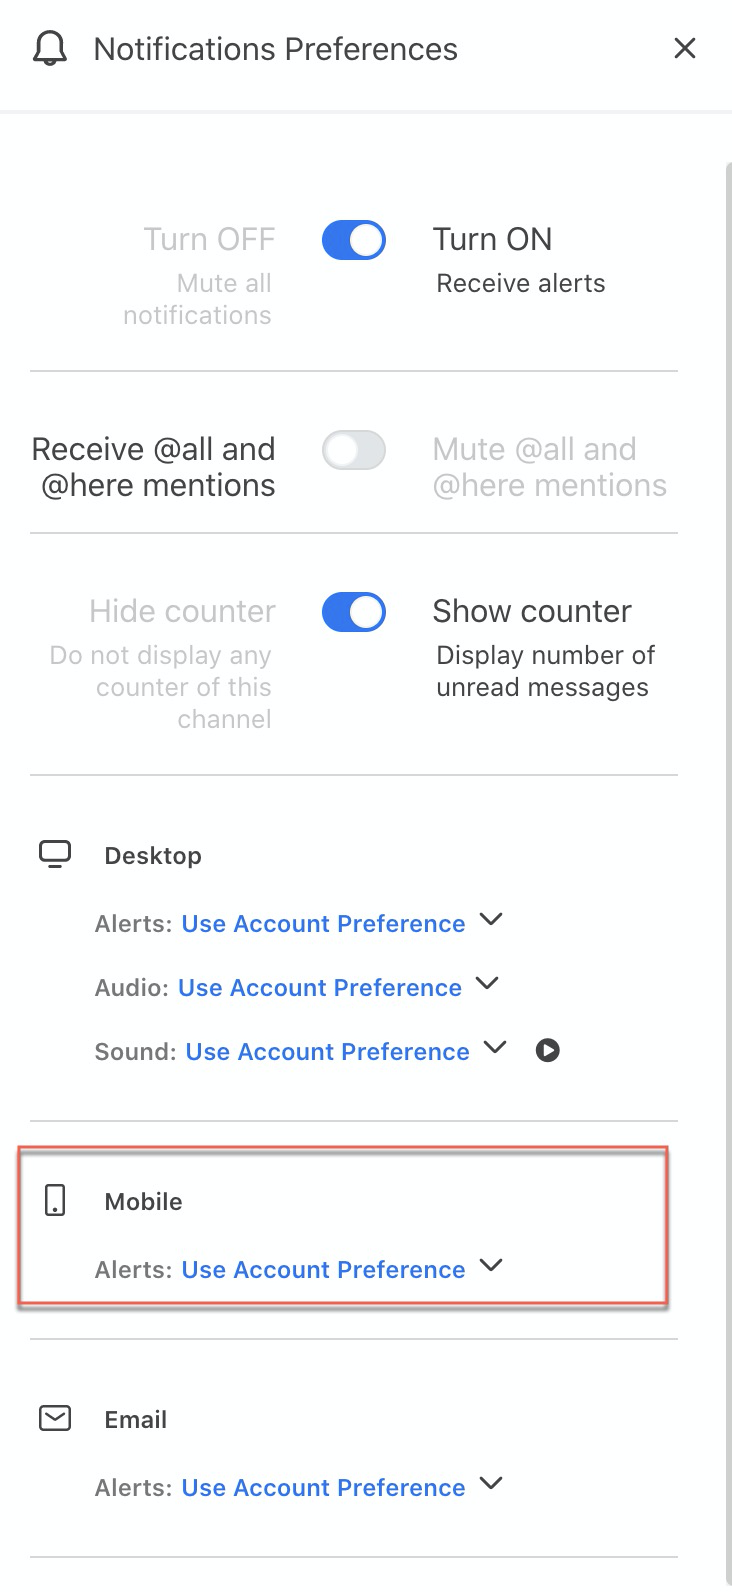 Notifications Preferences
Turn OFF
Mute all
notifications
Turn ON
Receive alerts
Receive @all and
@here mentions
Mute @all and
@here mentions
Hide counter
Do not display any
counter of this
channel
Show counter
Display number of
unread messages
Desktop
Alerts: Use Account Preference
Audio: Use Account Preference
Sound: Use Account Preference
Mobile
Alerts: Use Account Preference
Email
Alerts: Use Account Preference